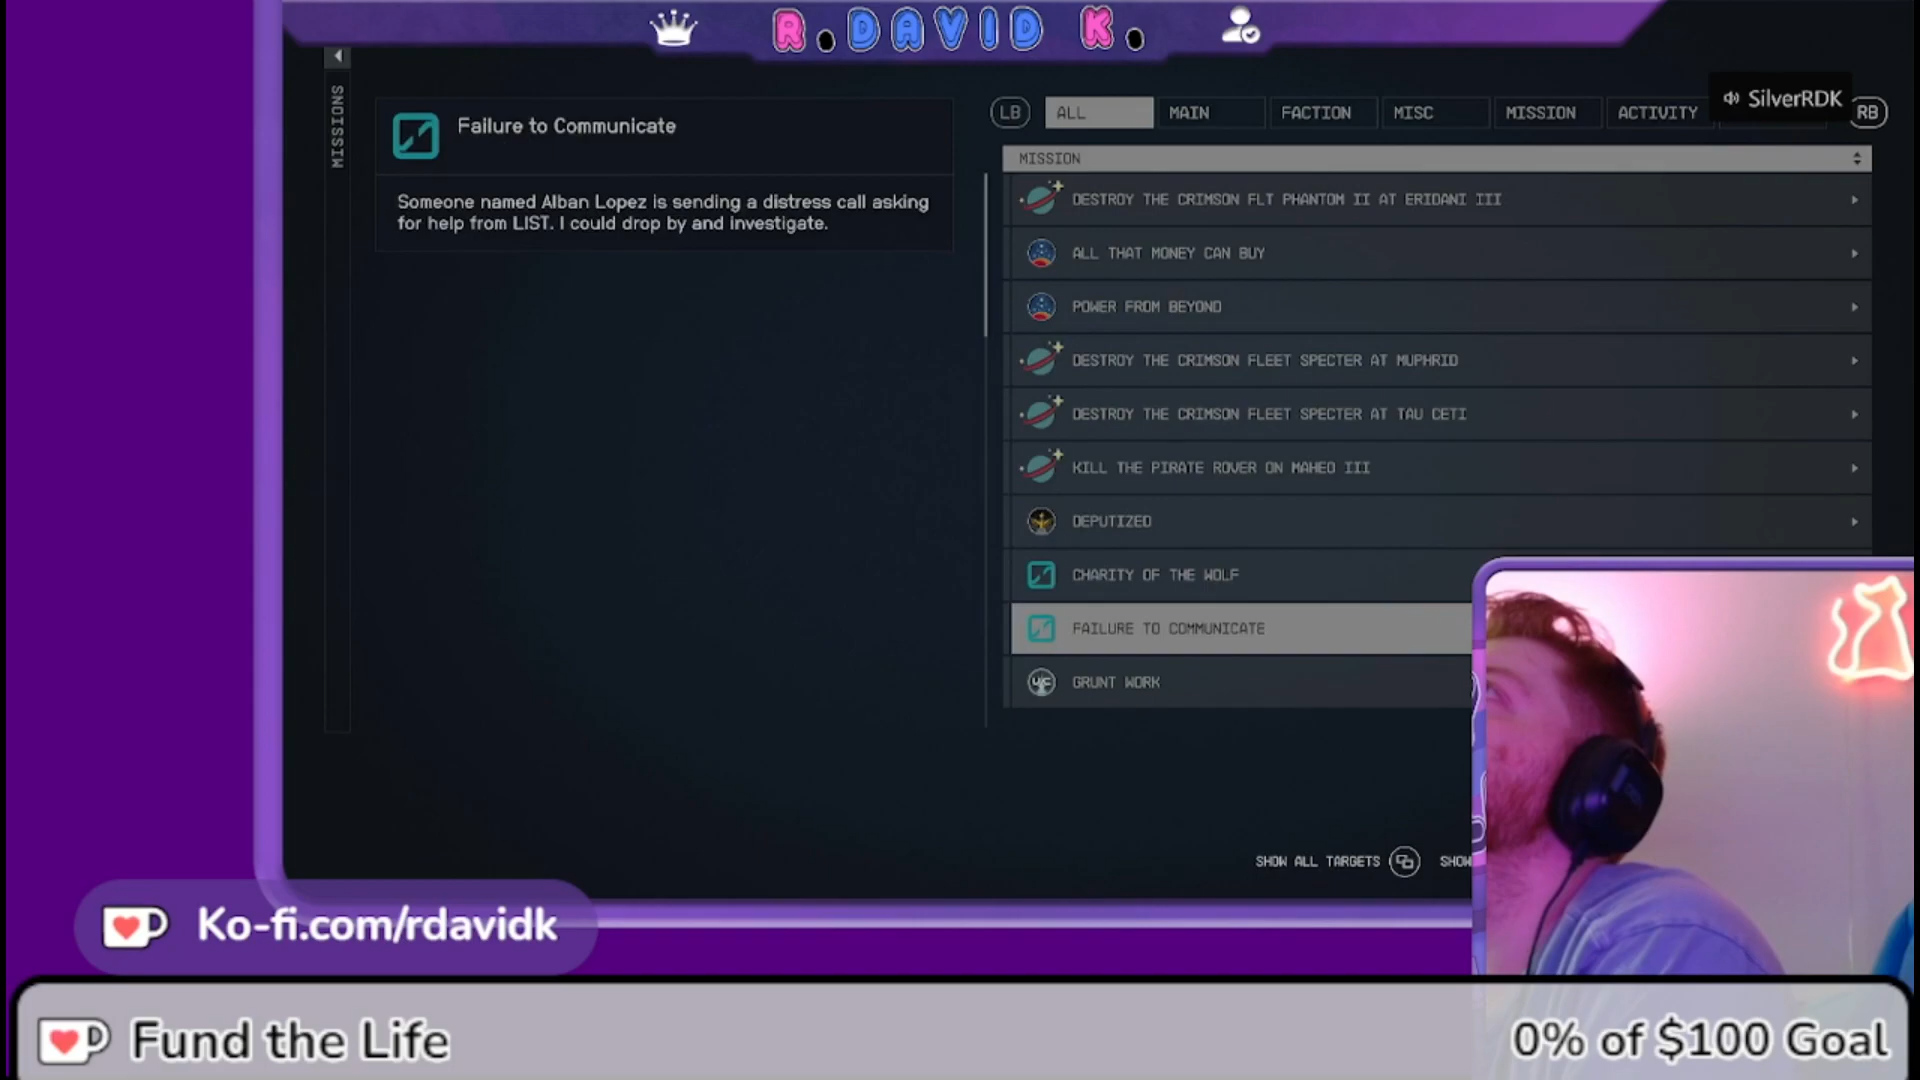 R.DAVID K.
MISSIONS
Failure to Communicate
Someone named Alban Lopez is sending a distress call asking
for help from LIST. I could drop by and investigate.
LB
ALL
MAIN
FACTION
MISC
MISSION
ACTIVITY
SilverRDK
RB
MISSION
DESTROY THE CRIMSON FLT PHANTOM II AT ERIDANI III
ALL THAT MONEY CAN BUY
POWER FROM BEYOND
DESTROY THE CRIMSON FLEET SPECTER AT MUPHRID
DESTROY THE CRIMSON FLEET SPECTER AT TAU CETI
KILL THE PIRATE ROVER ON MAHEO III
DEPUTIZED
CHARITY OF THE WOLF
FAILURE TO COMMUNICATE
UC
GRUNT WORK
SHOW ALL TARGETS
SHOW
Ko-fi.com/rdavidk
Fund the Life
0% of $100 Goal